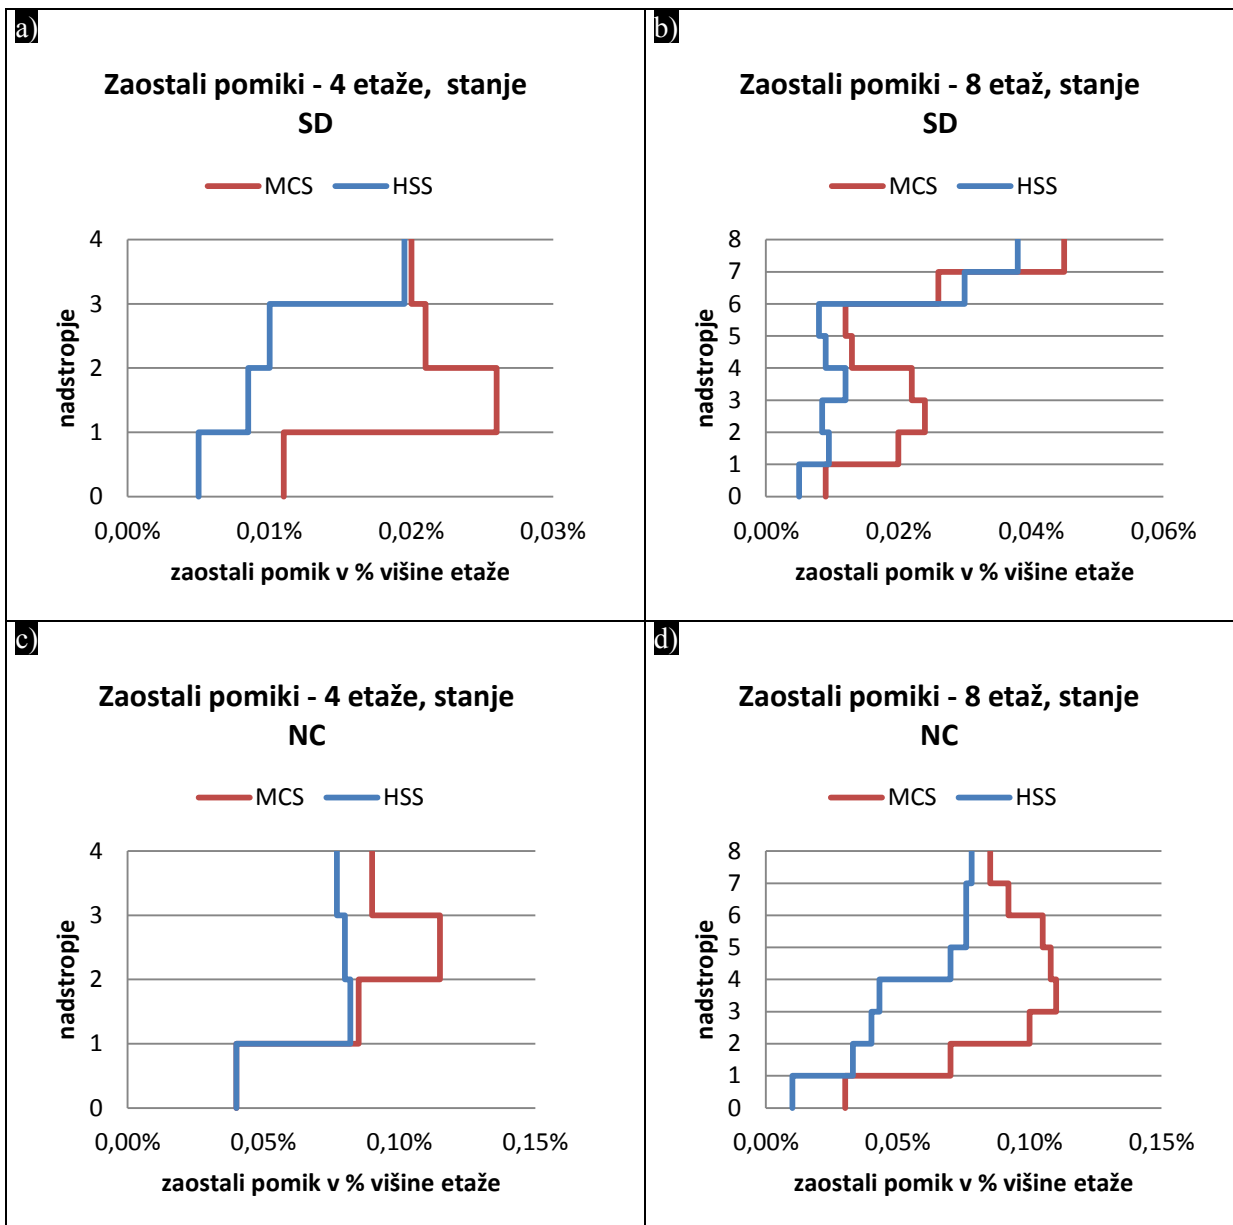 a)
Zaostali pomiki - 4 etaže, stanje
SD
MCS HSS
4
3
2
1
0
nadstropje
0,00% 0,01% 0,02% 0,03%
zaostali pomik v % višine etaže
b)
Zaostali pomiki - 8 etaž, stanje
SD
MCS HSS
8
7
6
5
4
3
2
1
0
nadstropje
0,00% 0,02% 0,04% 0,06%
zaostali pomik v % višine etaže
c)
Zaostali pomiki - 4 etaže, stanje
NC
MCS HSS
4
3
2
1
0
nadstropje
0,00% 0,05% 0,10% 0,15%
zaostali pomik v % višine etaže
d)
Zaostali pomiki - 8 etaž, stanje
NC
MCS HSS
8
7
6
5
4
3
2
1
0
nadstropje
0,00% 0,05% 0,10% 0,15%
zaostali pomik v % višine etaže